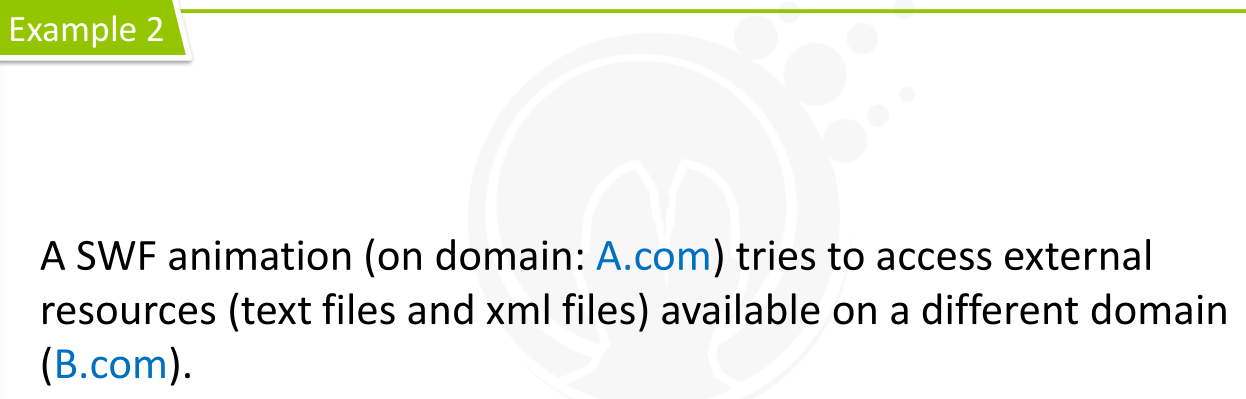 Example 2
A SWF animation (on domain: A.com) tries to access external
resources (text files and xml files) available on a different domain
(B.com).